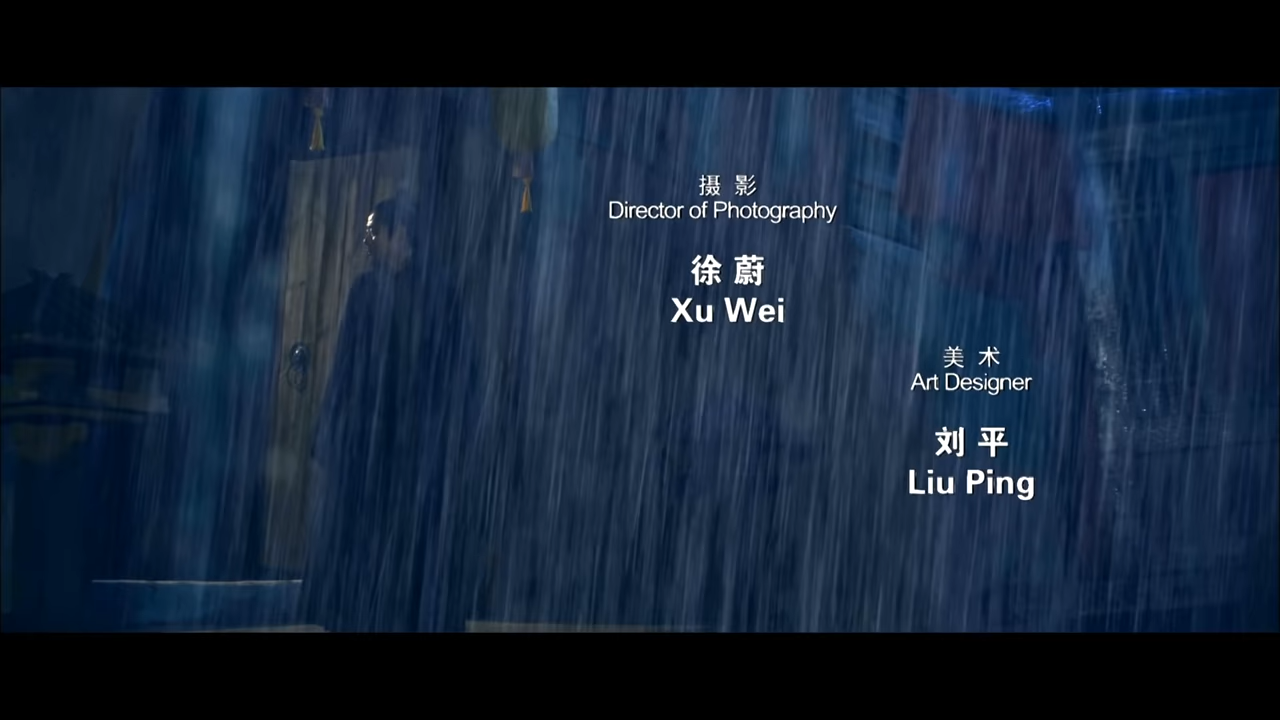 摄 影
Director of Photography
徐 蔚
Xu Wei
美 术
Art Designer
刘 平
Liu Ping